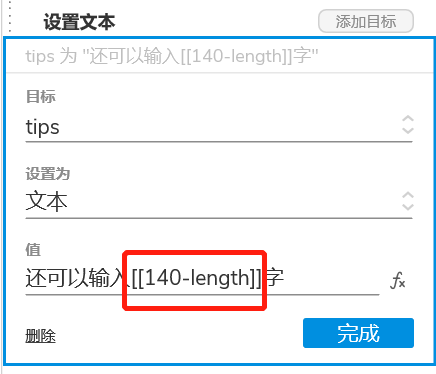 设置文本 添加目标
tips 为 "还可以输入[[140-length]]字"
目标
tips
设置为
文本
值
还可以输入[[140-length]]字 fx
删除 完成